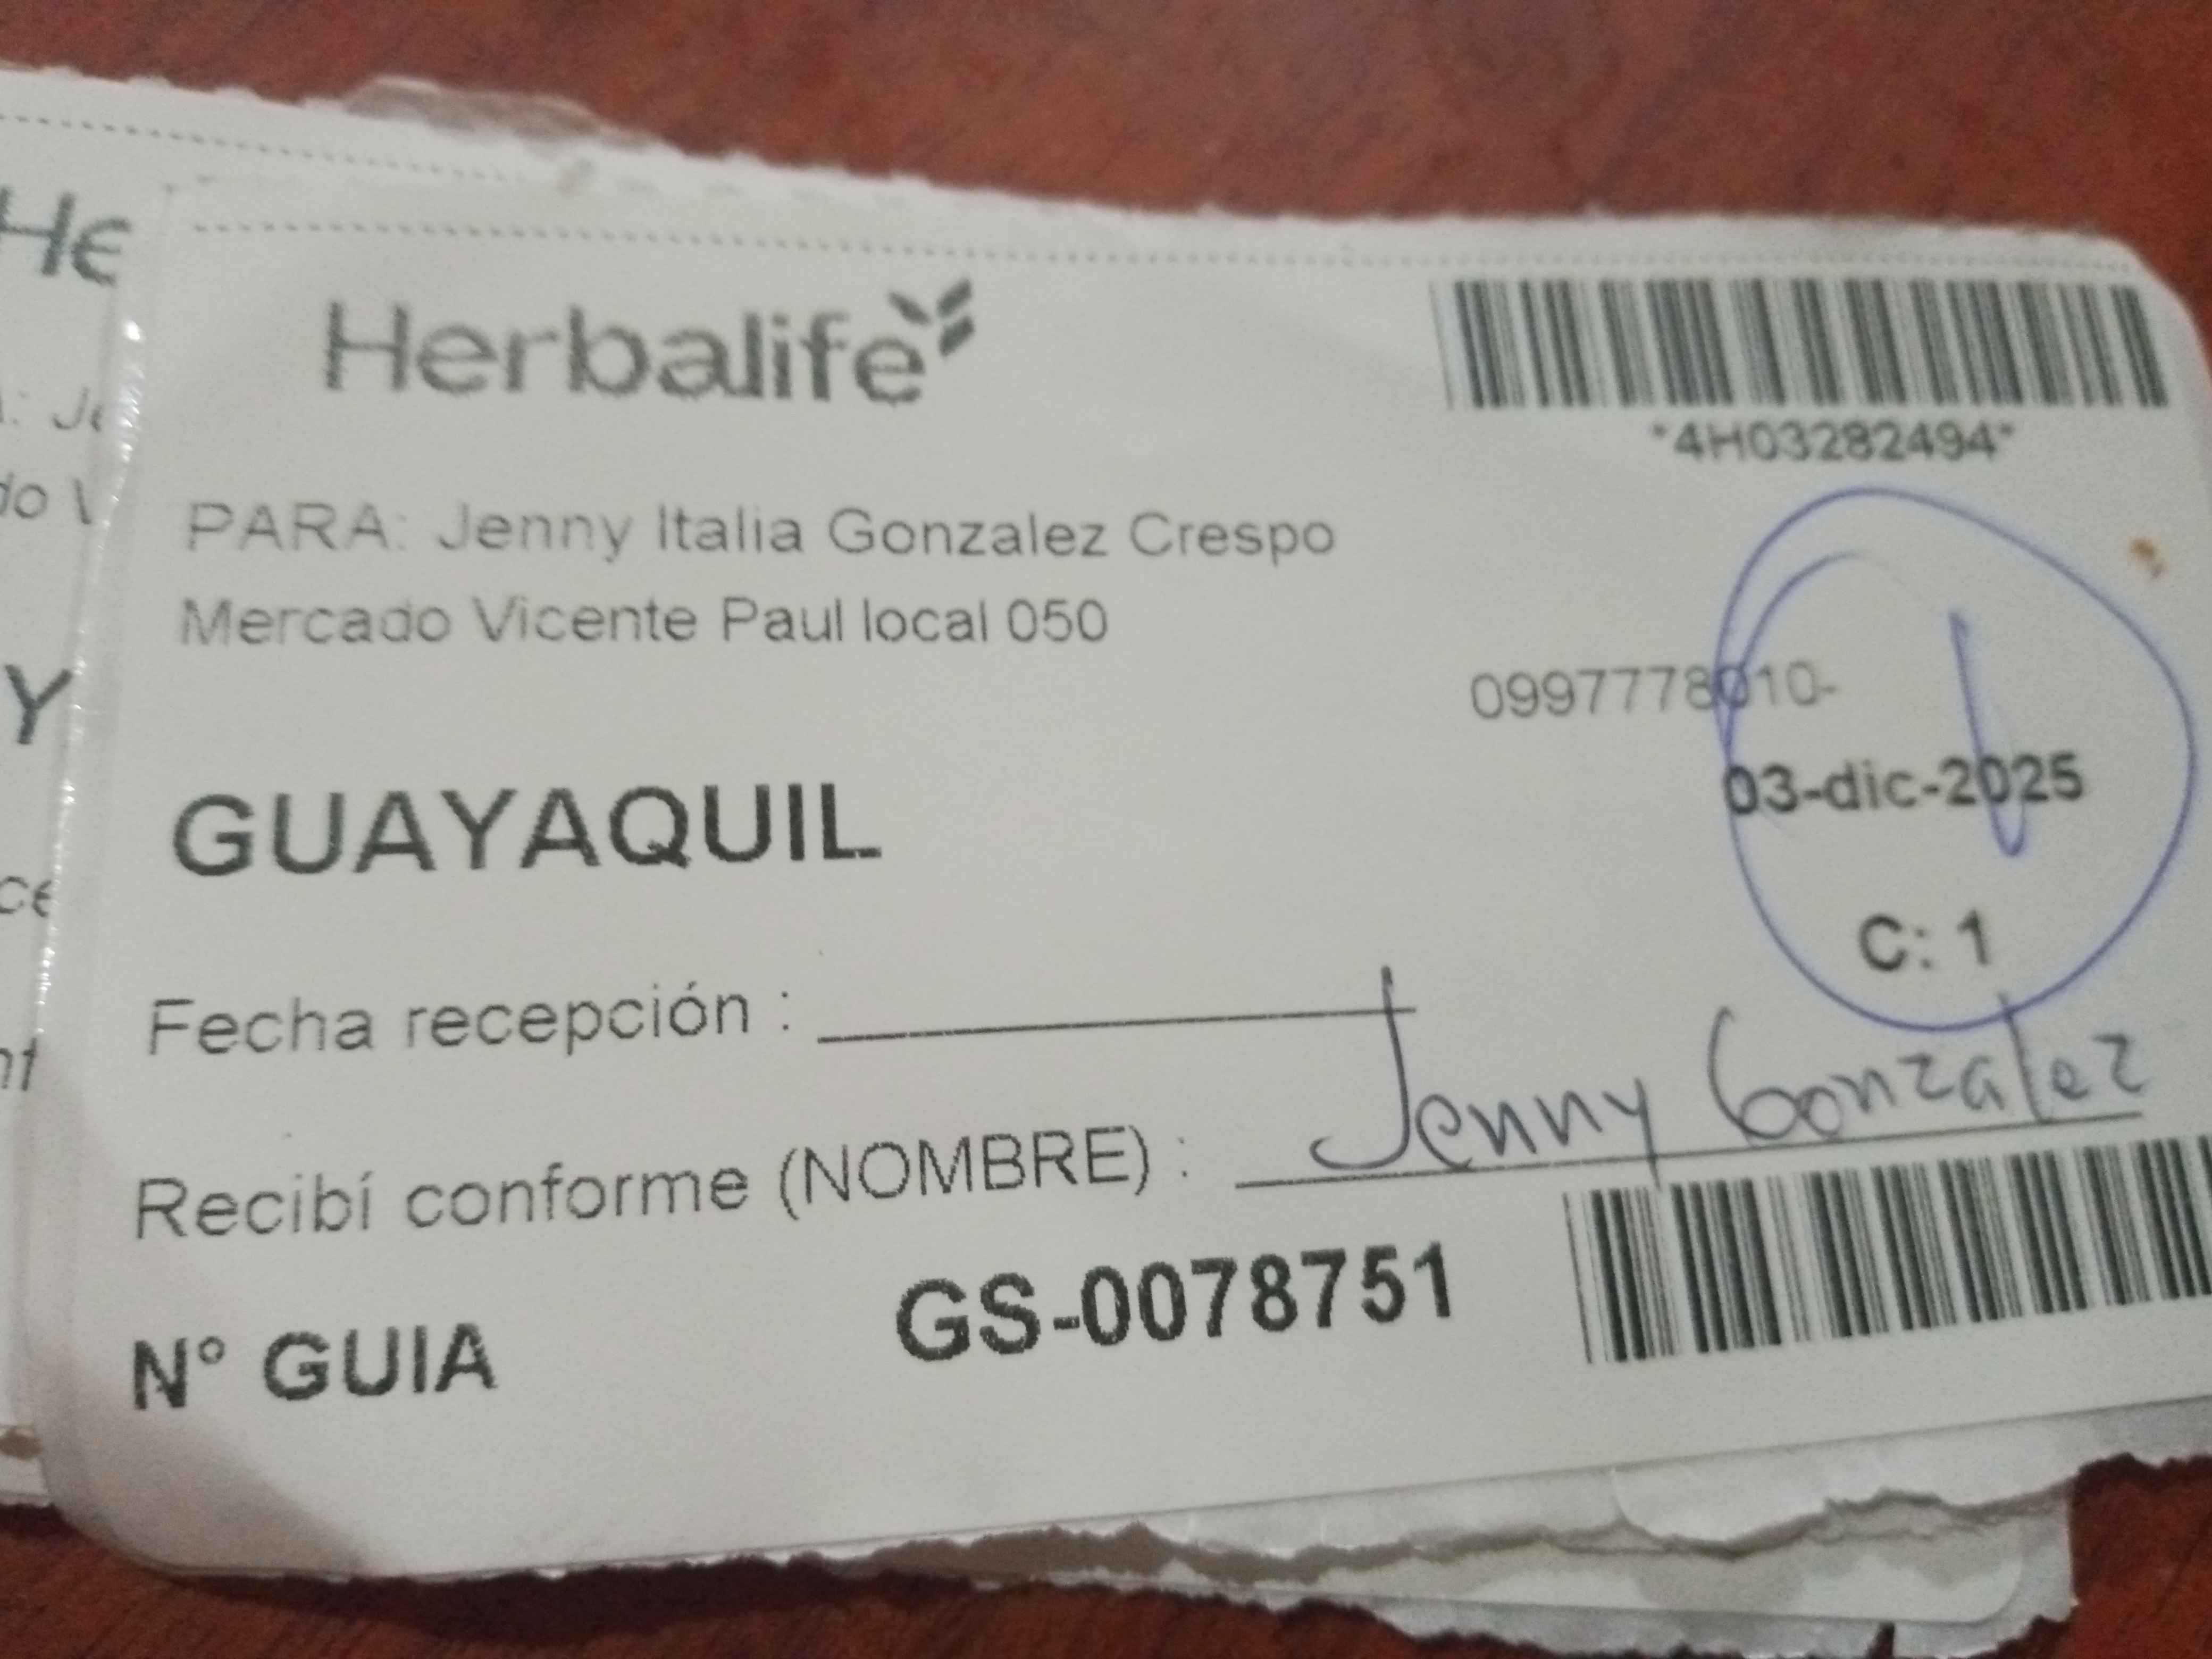 He
Herbalife
*4H03282494*
PARA: Jenny Italia Gonzalez Crespo
Mercado Vicente Paul local 050
0997778010-
03-dic-2025
GUAYAQUIL
C: 1
Fecha recepción :
Recibí conforme (NOMBRE) : Jenny Gonzalez
N° GUIA GS-0078751